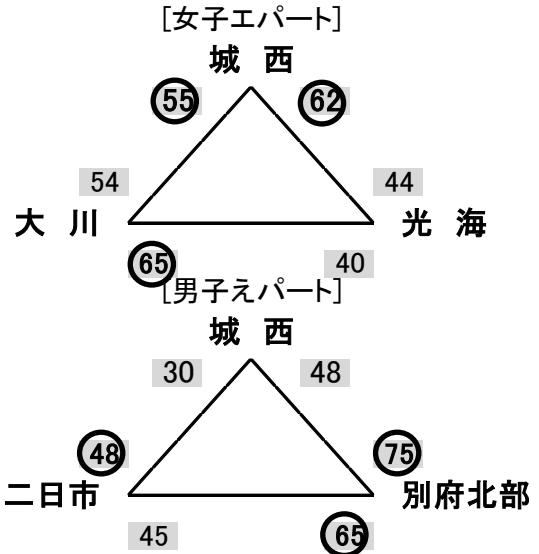 [女子エパート]
城 西
55 62
54 44
大 川 光 海
65 40
[男子えパート]
城 西
30 48
48 75
二日市 別府北部
45 65